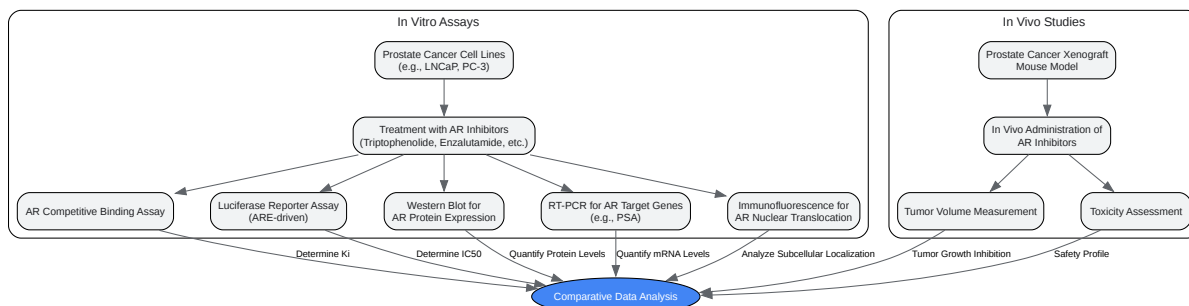 In Vitro Assays
In Vivo Studies
Prostate Cancer Cell Lines
(e.g., LNCaP, PC-3)
Prostate Cancer Xenograft
Mouse Model
Treatment with AR Inhibitors
(Triptophenolide, Enzalutamide, etc.)
In Vivo Administration of
AR Inhibitors
AR Competitive Binding Assay
Luciferase Reporter Assay
(ARE-driven)
Western Blot for
AR Protein Expression
RT-PCR for AR Target Genes
(e.g., PSA)
Immunofluorescence for
AR Nuclear Translocation
Tumor Volume Measurement
Toxicity Assessment
Determine Ki
Determine IC50
Quantify Protein Levels
Quantify mRNA Levels
Analyze Subcellular Localization
Tumor Growth Inhibition
Safety Profile
Comparative Data Analysis